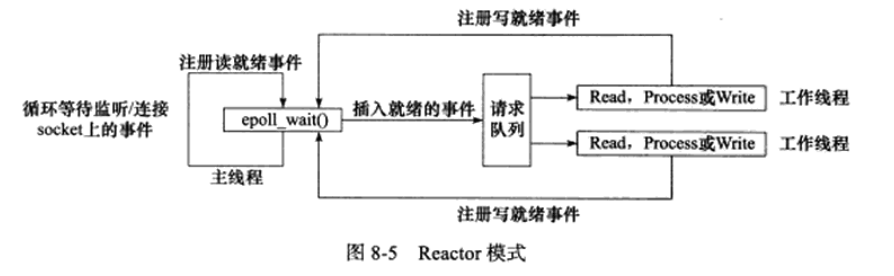 注册写就绪事件
注册读就绪事件
循环等待监听/连接
socket上的事件
epoll_wait()
插入就绪的事件
请求
队列
Read，Process或Write
工作线程
Read，Process或Write
工作线程
主线程
注册写就绪事件
图 8-5 Reactor 模式